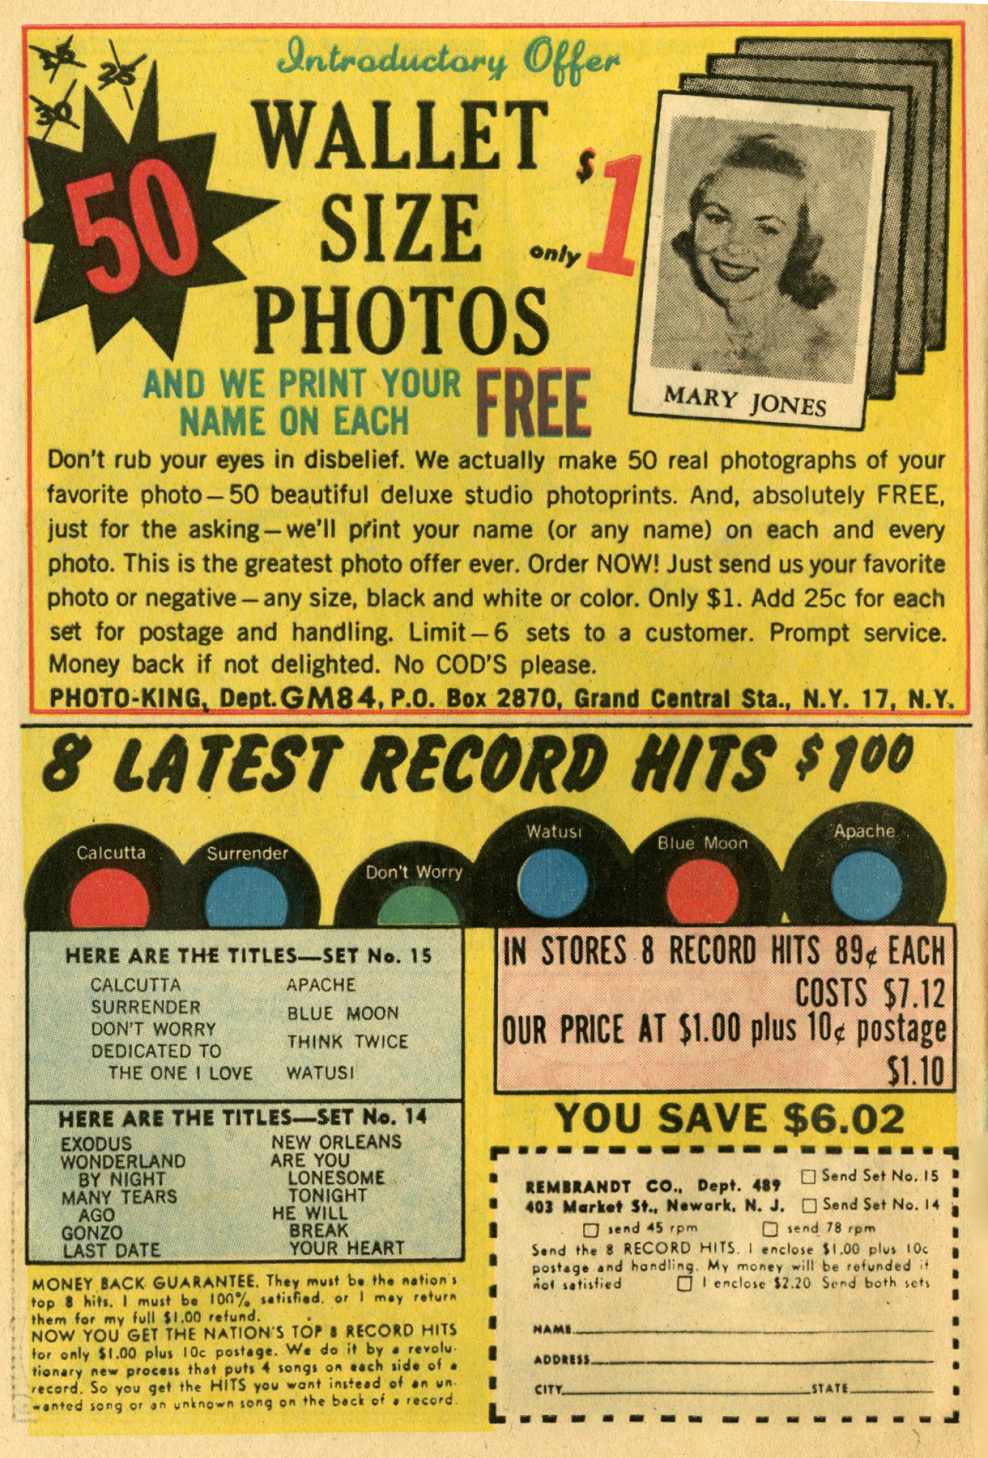 15 25
30
Introductory Offer
50
WALLET
SIZE
PHOTOS
only $1
AND WE PRINT YOUR
NAME ON EACH FREE
MARY JONES
Don't rub your eyes in disbelief. We actually make 50 real photographs of your
favorite photo—50 beautiful deluxe studio photoprints. And, absolutely FREE,
just for the asking—we'll print your name (or any name) on each and every
photo. This is the greatest photo offer ever. Order NOW! Just send us your favorite
photo or negative—any size, black and white or color. Only $1. Add 25c for each
set for postage and handling. Limit—6 sets to a customer. Prompt service.
Money back if not delighted. No COD'S please.
PHOTO-KING, Dept. GM84, P.O. Box 2870, Grand Central Sta., N.Y. 17, N.Y.
8 LATEST RECORD HITS $1.00
Calcutta
Surrender
Don't Worry
Watusi
Blue Moon
Apache
HERE ARE THE TITLES—SET No. 15
CALCUTTA
SURRENDER
DON'T WORRY
DEDICATED TO
THE ONE I LOVE
APACHE
BLUE MOON
THINK TWICE
WATUSI
HERE ARE THE TITLES—SET No. 14
EXODUS
WONDERLAND
BY NIGHT
MANY TEARS
AGO
GONZO
LAST DATE
NEW ORLEANS
ARE YOU
LONESOME
TONIGHT
HE WILL
BREAK
YOUR HEART
MONEY BACK GUARANTEE. They must be the nation's
top 8 hits. I must be 100% satisfied, or I may return
them for my full $1.00 refund.
NOW YOU GET THE NATION'S TOP 8 RECORD HITS
for only $1.00 plus 10c postage. We do it by a revolu-
tionary new process that puts 4 songs on each side of a
record. So you get the HITS you want instead of an un-
wanted song or an unknown song on the back of a record.
IN STORES 8 RECORD HITS 89¢ EACH
COSTS $7.12
OUR PRICE AT $1.00 plus 10¢ postage
$1.10
YOU SAVE $6.02
REMBRANDT CO., Dept. 489 Send Set No. 15
403 Market St., Newark, N. J. Send Set No. 14
send 45 rpm send 78 rpm
Send the 8 RECORD HITS. I enclose $1.00 plus 10c
postage and handling. My money will be refunded if
not satisfied I enclose $2.20 Send both sets
NAME
ADDRESS
CITY STATE